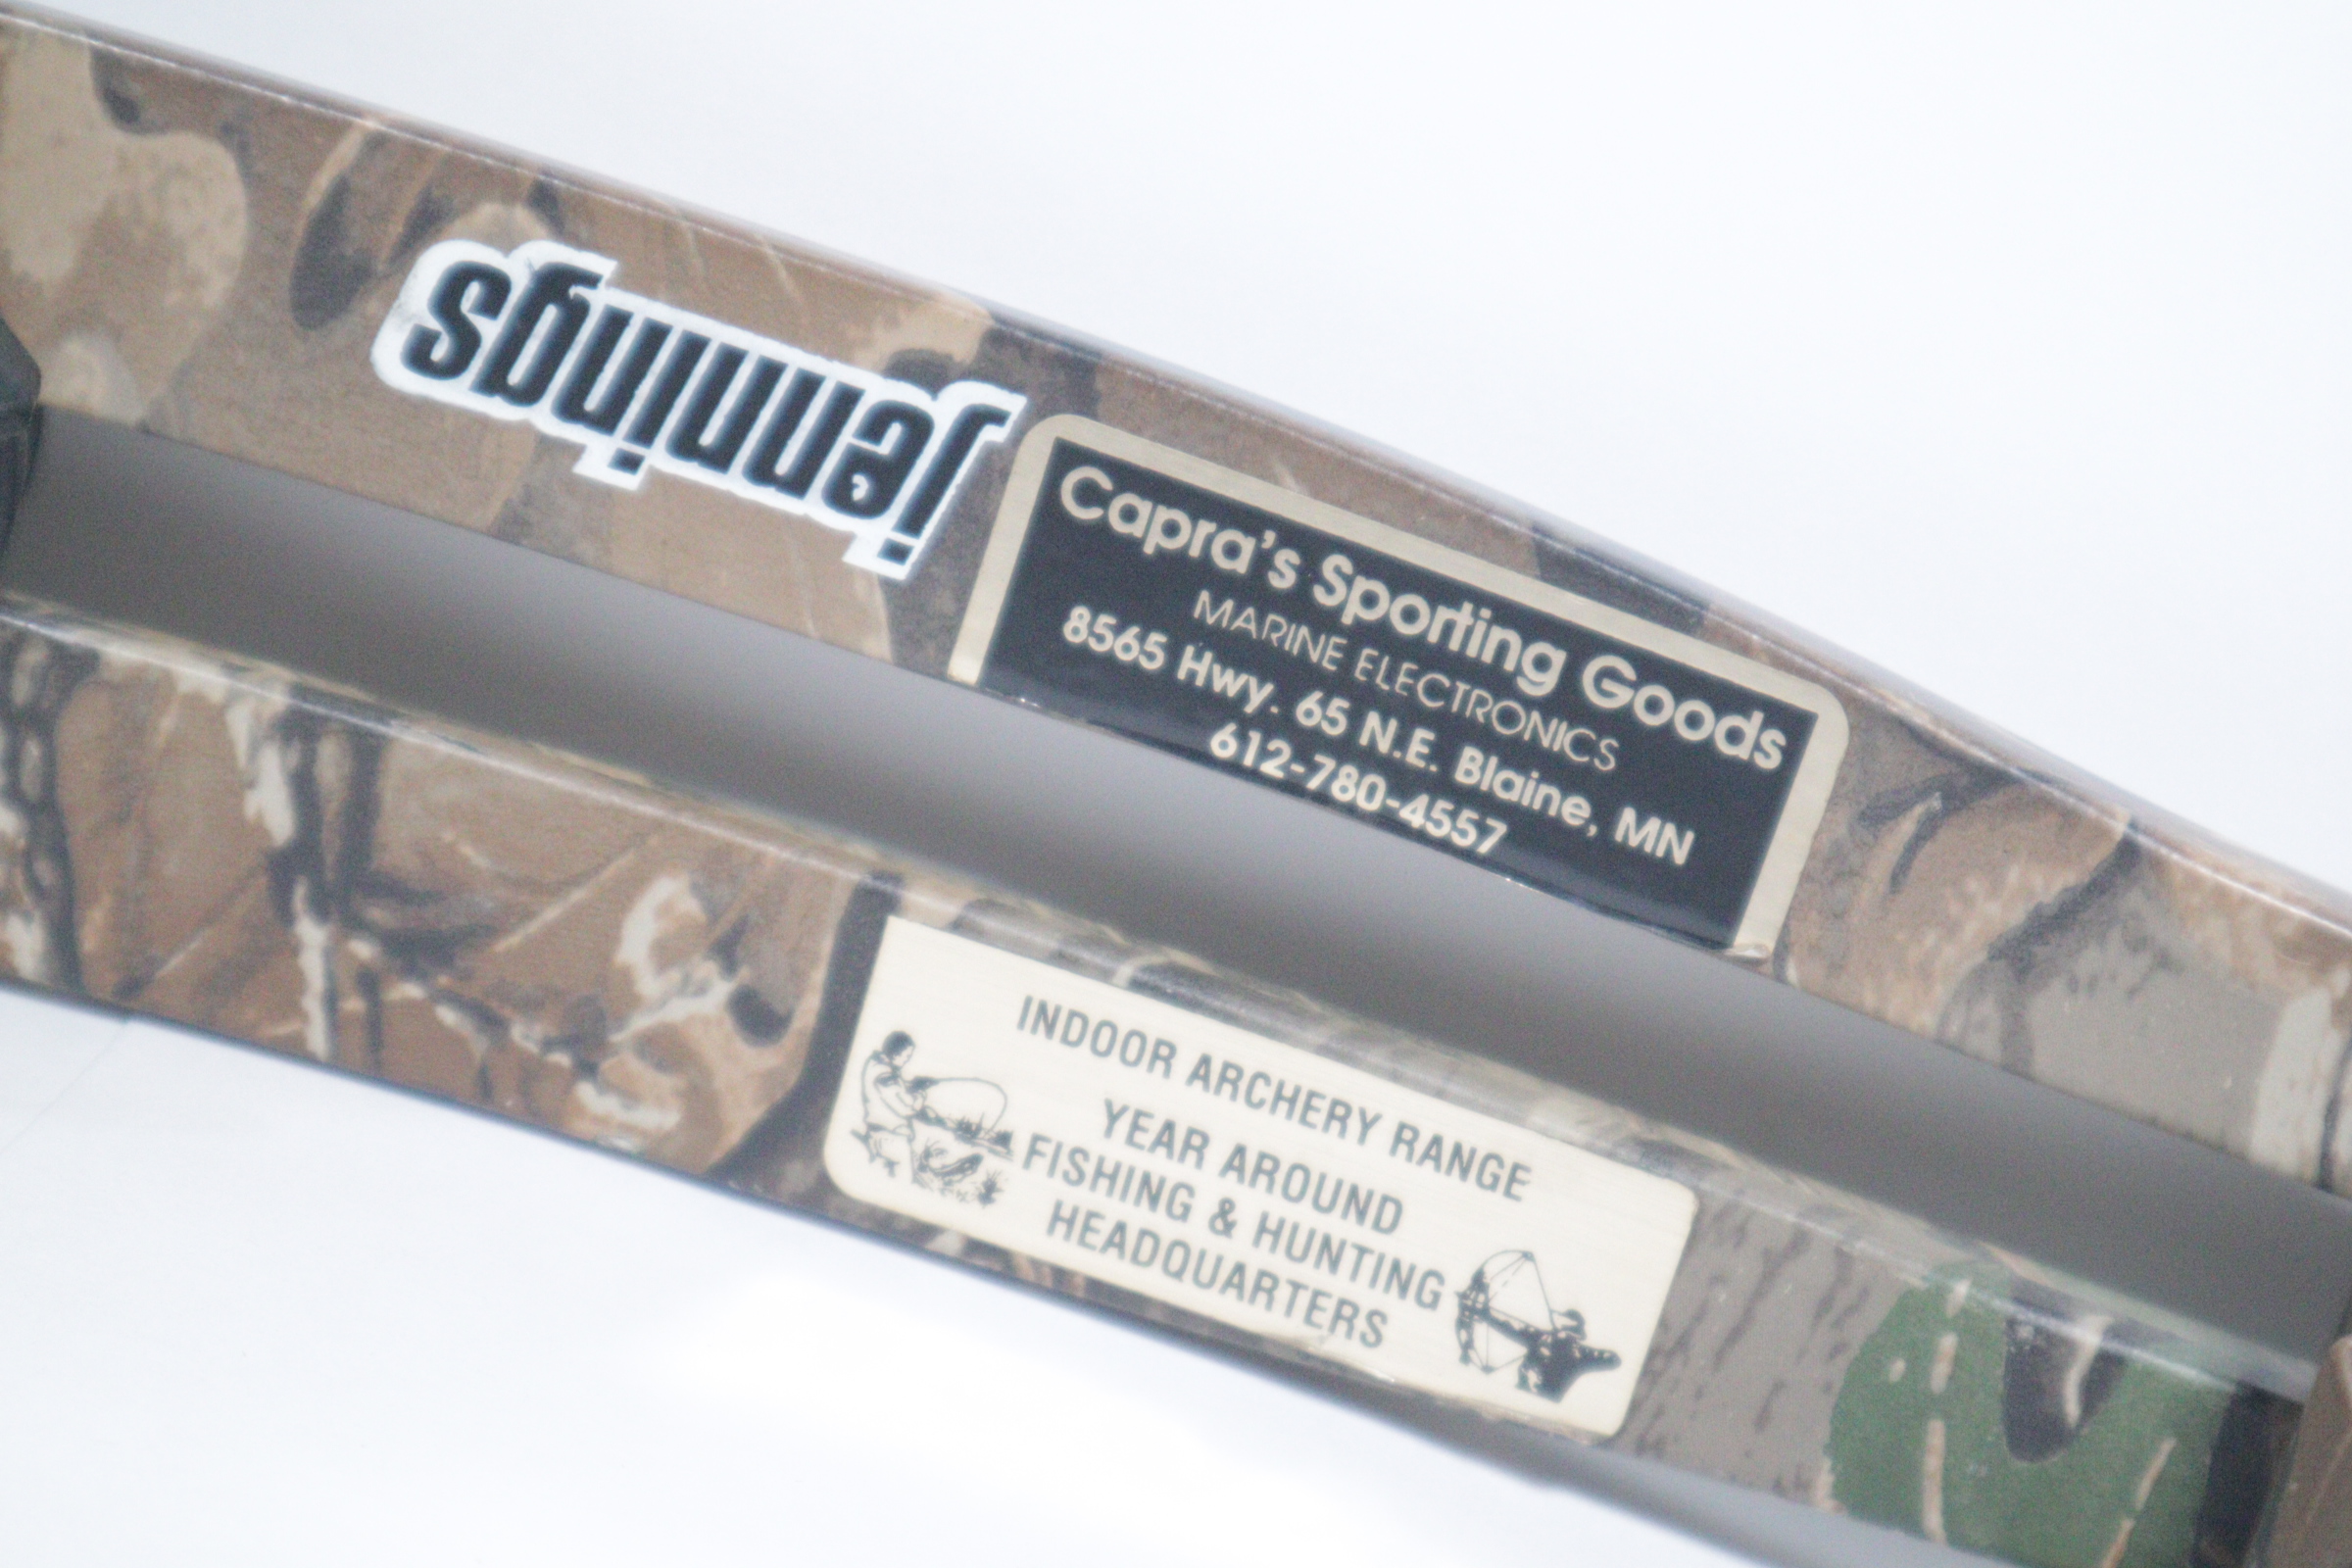 jennings
Capra's Sporting Goods
MARINE ELECTRONICS
8565 Hwy. 65 N.E. Blaine, MN
612-780-4557
INDOOR ARCHERY RANGE
YEAR AROUND
FISHING & HUNTING
HEADQUARTERS